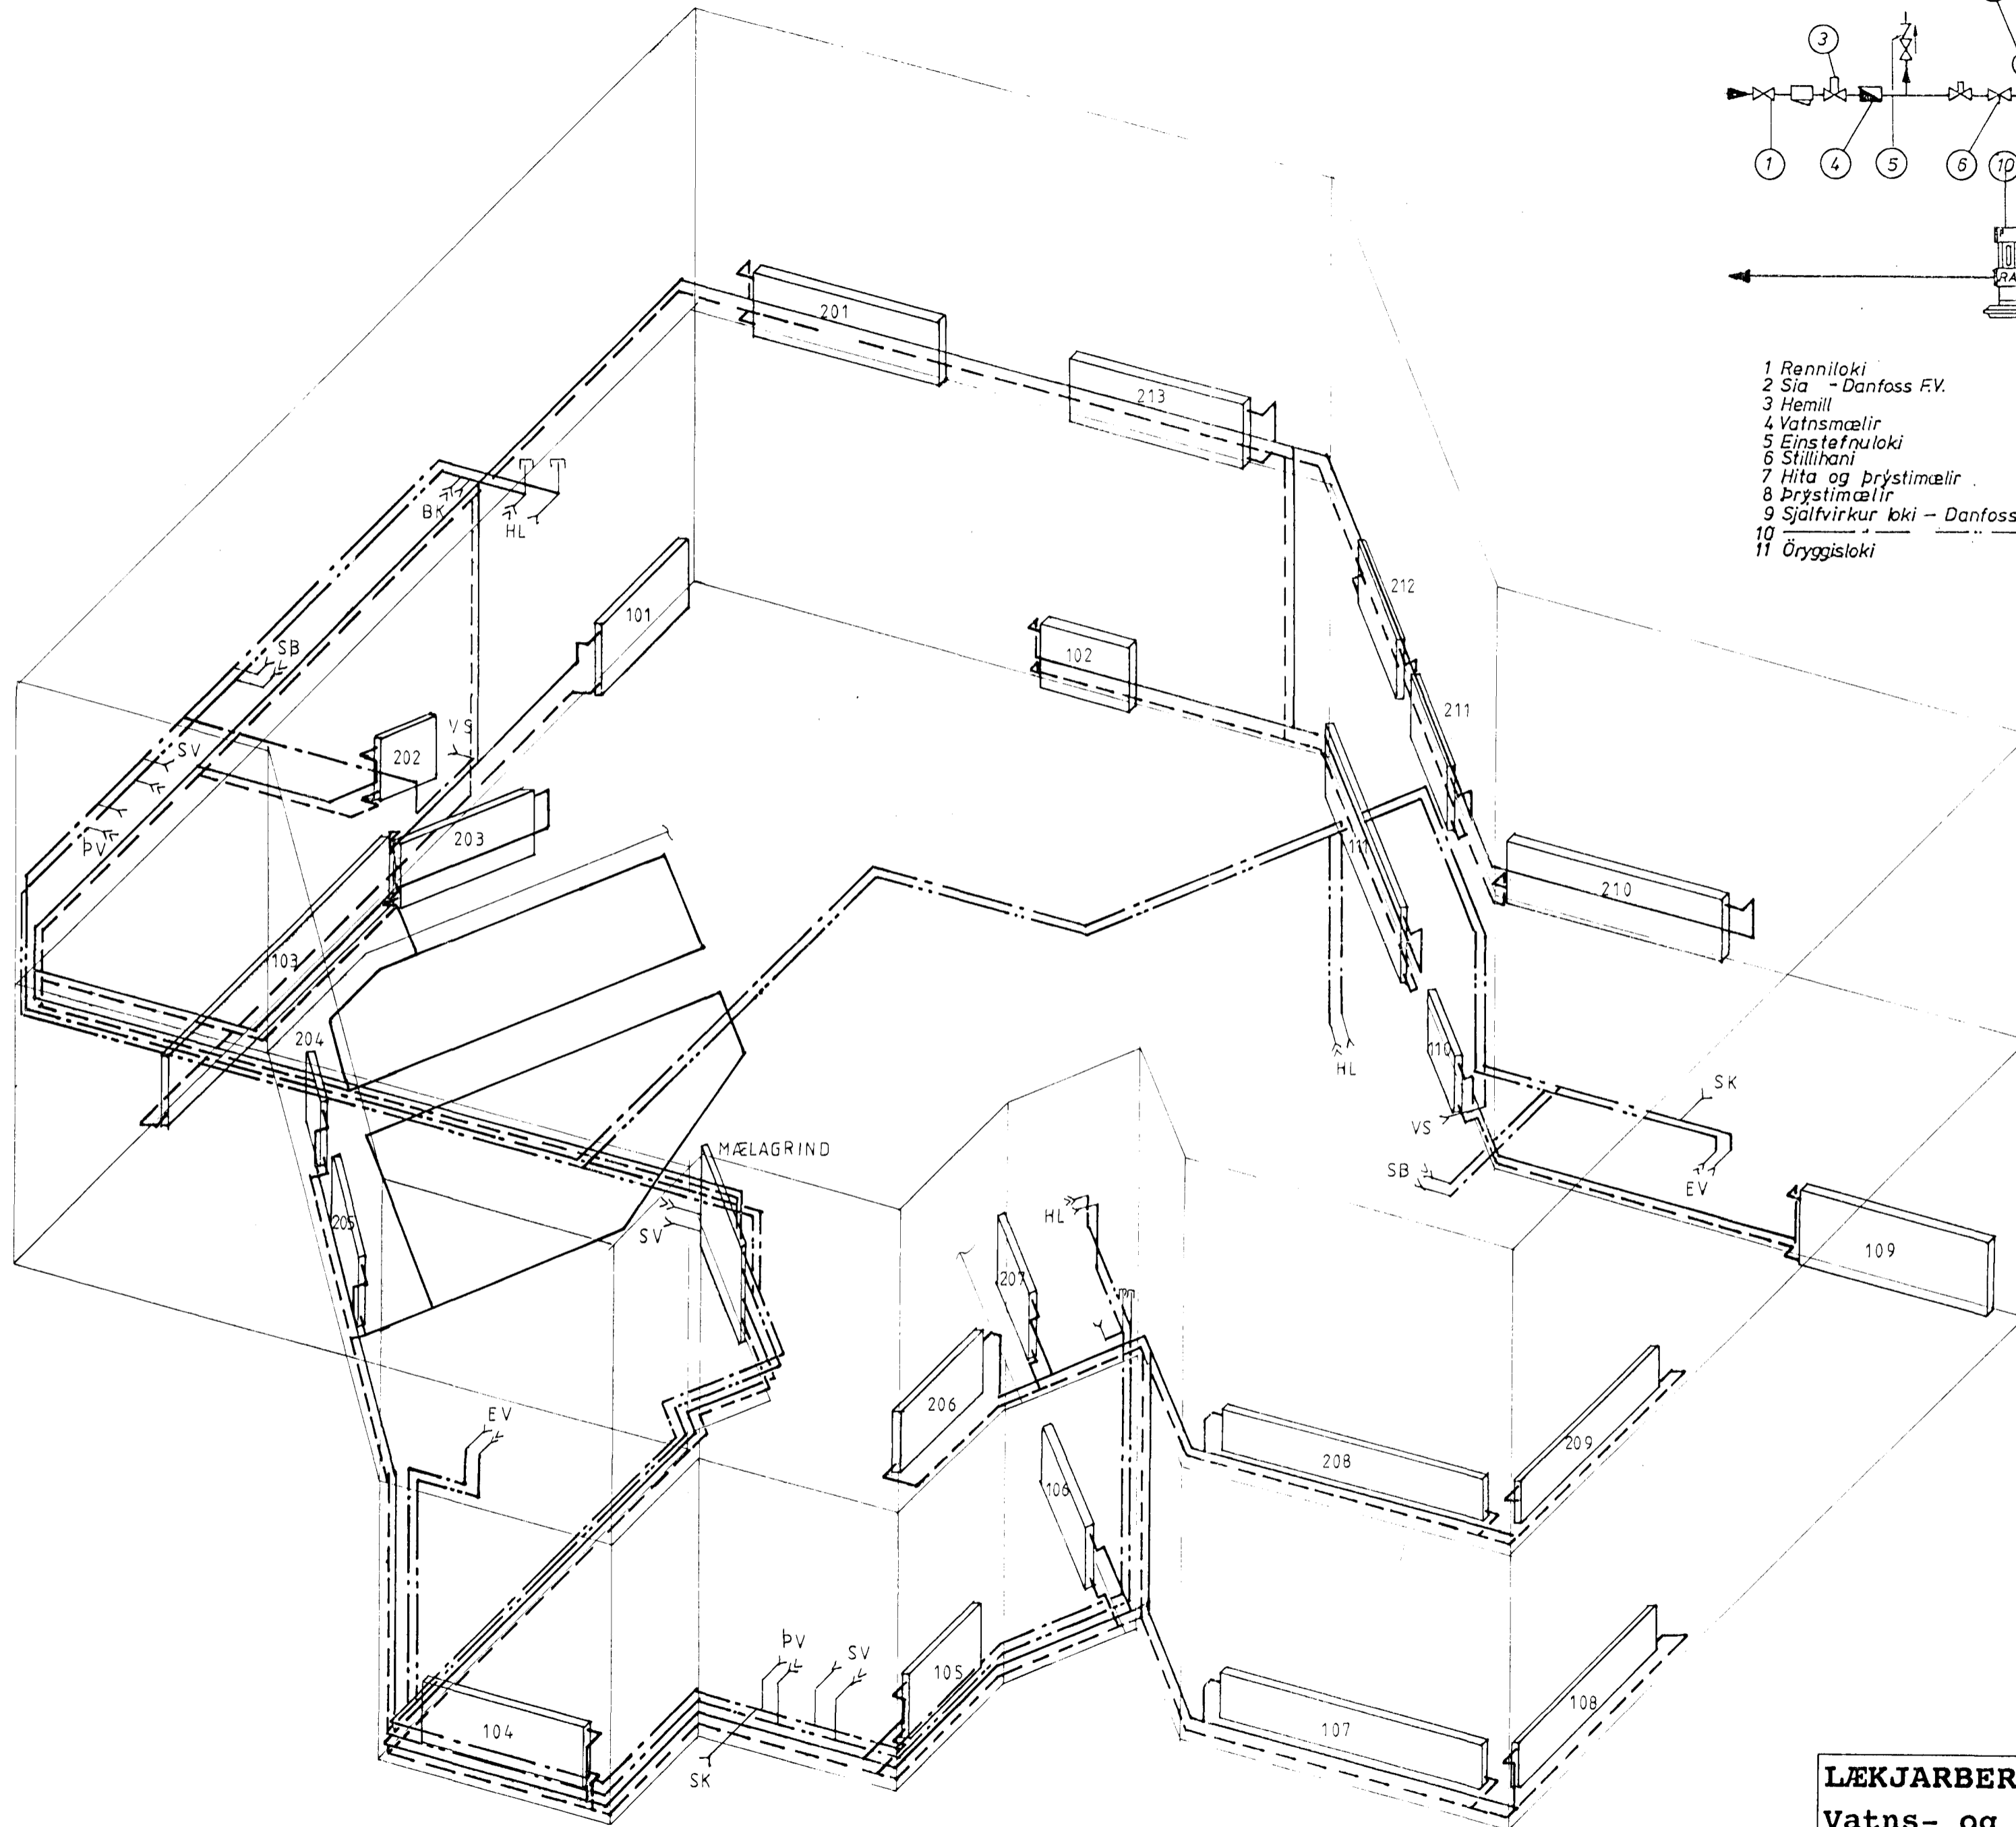 3
1
4
5
6
10
RA
1 Renniloki
2 Sia - Danfoss F.V.
3 Hemill
4 Vatnsmælir
5 Einstefnuloki
6 Stillihani
7 Hita og þrýstimælir
8 Þrýstimælir
9 Sjálfvirkur loki - Danfoss
10
11 Öryggisloki
201
213
BK
HL
212
101
102
SB
211
VS
SV
202
203
ÞV
111
210
103
204
HL
110
SK
VS
MÆLAGRIND
SB
EV
205
SV
HL
207
109
206
EV
208
209
106
ÞV
SV
105
104
107
108
SK
LÆKJARBER
Vatns- og